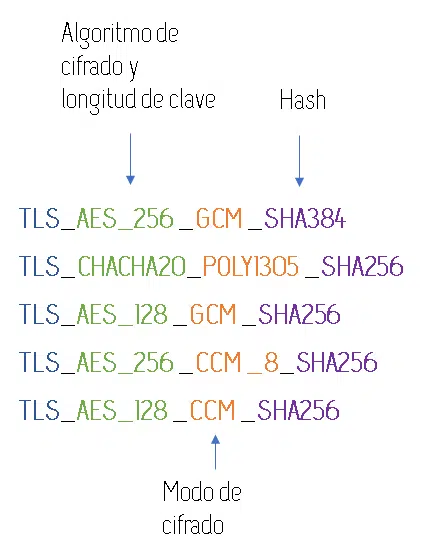 Algoritmo de
cifrado y
longitud de clave
Hash
TLS_AES_256_GCM_SHA384
TLS_CHACHA20_POLY1305_SHA256
TLS_AES_128_GCM_SHA256
TLS_AES_256_CCM_8_SHA256
TLS_AES_128_CCM_SHA256
Modo de
cifrado